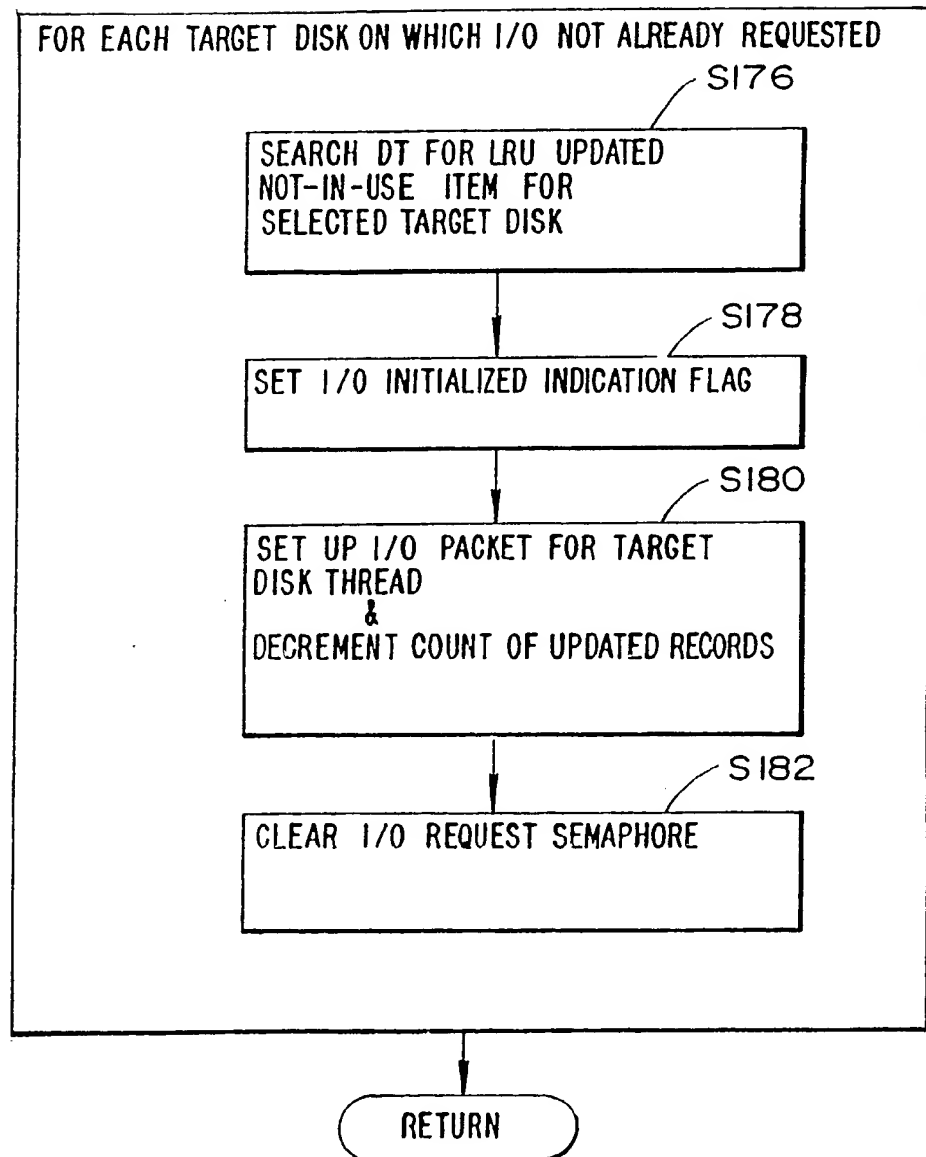 FOR EACH TARGET DISK ON WHICH I/O NOT ALREADY REQUESTED
S176
SEARCH DT FOR LRU UPDATED
NOT-IN-USE ITEM FOR
SELECTED TARGET DISK
S178
SET I/O INITIALIZED INDICATION FLAG
S180
SET UP I/O PACKET FOR TARGET
DISK THREAD
&
DECREMENT COUNT OF UPDATED RECORDS
S182
CLEAR I/O REQUEST SEMAPHORE
RETURN